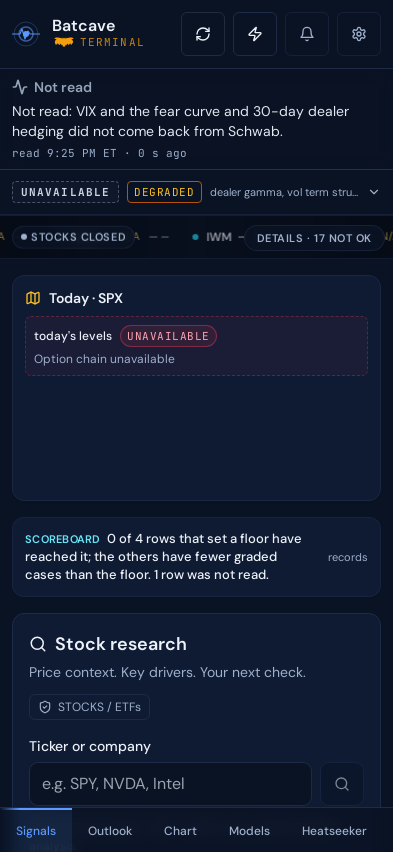 Batcave
TERMINAL
Not read
Not read: VIX and the fear curve and 30-day dealer
hedging did not come back from Schwab.
read 9:25 PM ET · 0 s ago
UNAVAILABLE DEGRADED dealer gamma, vol term stru…
STOCKS CLOSED A —— IWM — DETAILS · 17 NOT OK
Today · SPX
today's levels UNAVAILABLE
Option chain unavailable
SCOREBOARD 0 of 4 rows that set a floor have
reached it; the others have fewer graded
cases than the floor. 1 row was not read.
records
Stock research
Price context. Key drivers. Your next check.
STOCKS / ETFs
Ticker or company
e.g. SPY, NVDA, Intel
Signals Outlook Chart Models Heatseeker